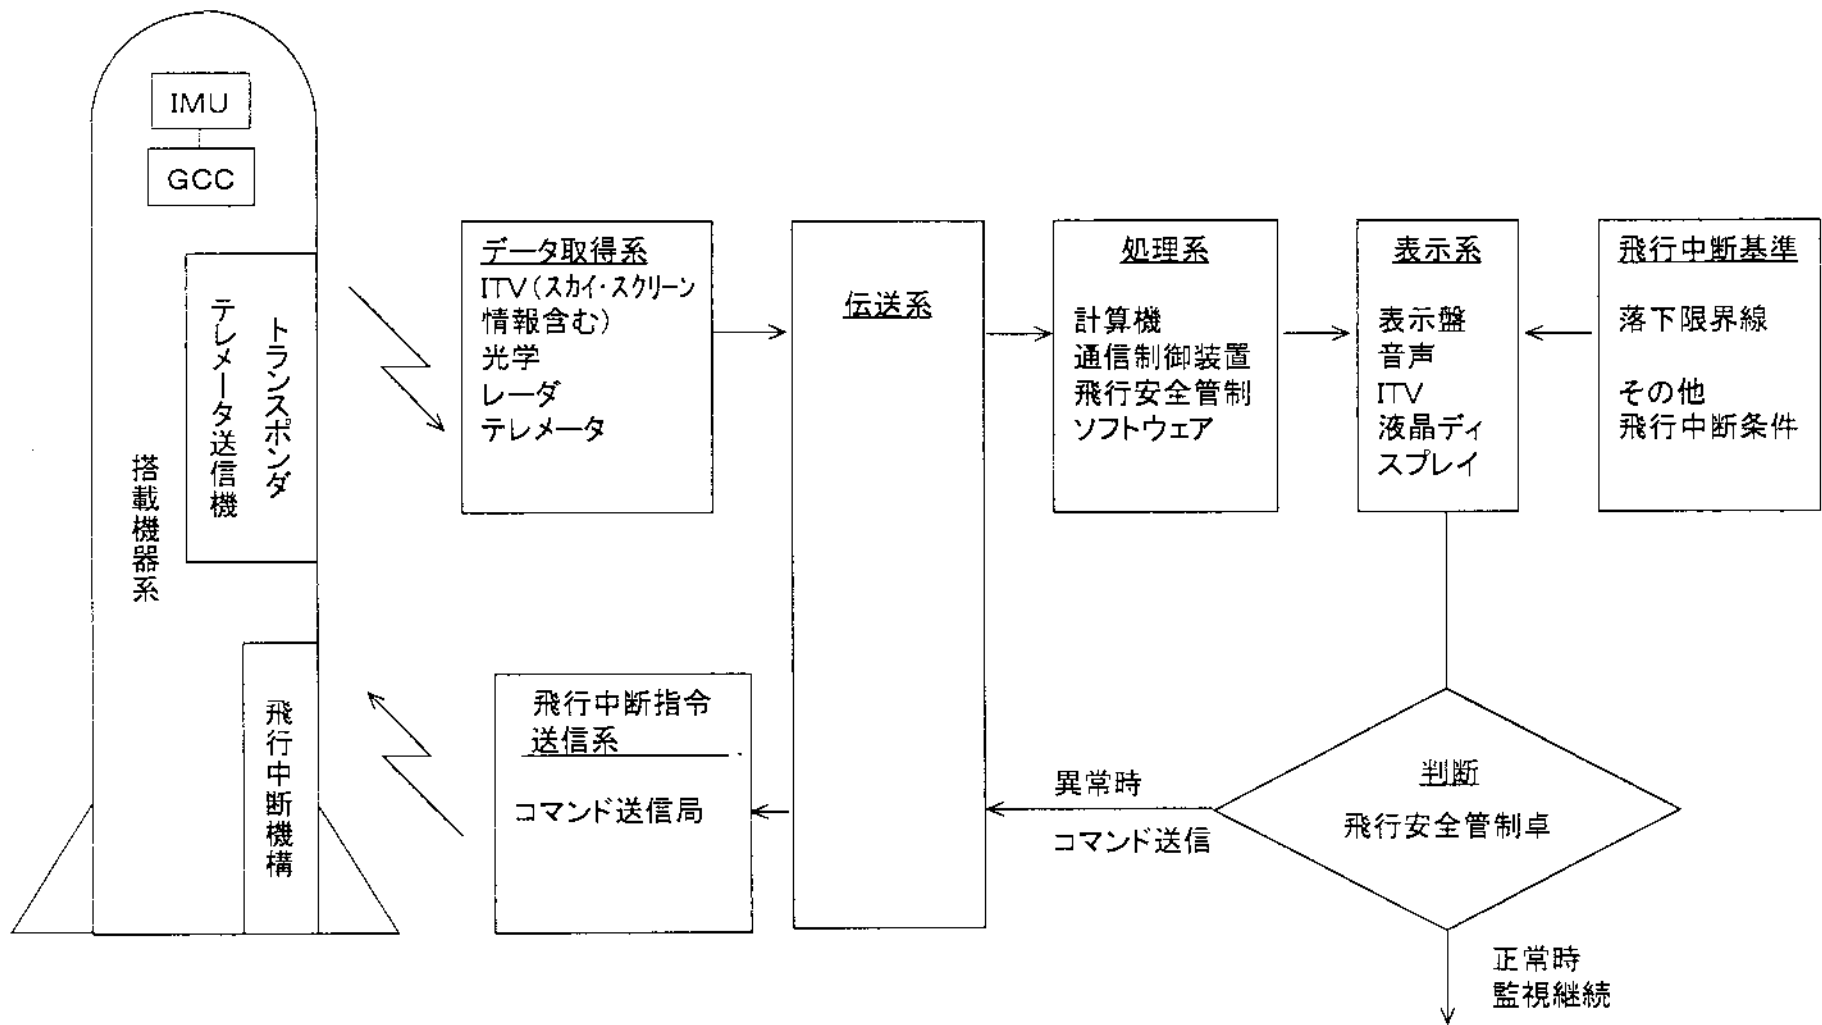 IMU
GCC
搭載機器系
トランスポンダ
テレメータ送信機
飛行中断機構
データ取得系
ITV(スカイ・スクリーン
情報含む)
光学
レーダ
テレメータ
伝送系
処理系
計算機
通信制御装置
飛行安全管制
ソフトウェア
表示系
表示盤
音声
ITV
液晶ディ
スプレイ
飛行中断基準
落下限界線
その他
飛行中断条件
飛行中断指令
送信系
コマンド送信局
異常時
コマンド送信
判断
飛行安全管制卓
正常時
監視継続